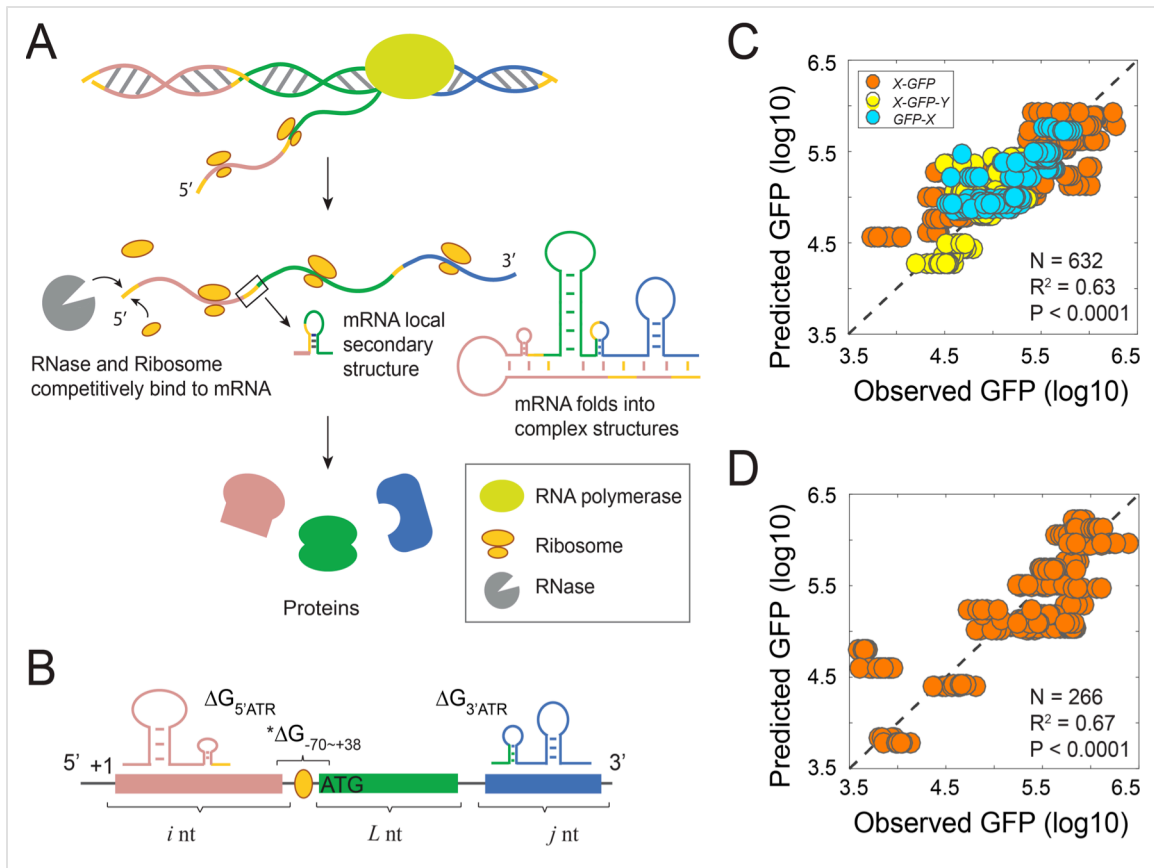 A
5'
5'
3'
RNase and Ribosome
competitively bind to mRNA
mRNA local
secondary
structure
mRNA folds into
complex structures
Proteins
RNA polymerase
Ribosome
RNase
B
ΔG5'ATR
*ΔG-70~+38
ΔG3'ATR
5'
+1
ATG
3'
i nt
L nt
j nt
C
Predicted GFP (log10)
6.5
5.5
4.5
3.5
X-GFP
X-GFP-Y
GFP-X
N = 632
R² = 0.63
P < 0.0001
3.5 4.5 5.5 6.5
Observed GFP (log10)
D
Predicted GFP (log10)
6.5
5.5
4.5
3.5
N = 266
R² = 0.67
P < 0.0001
3.5 4.5 5.5 6.5
Observed GFP (log10)